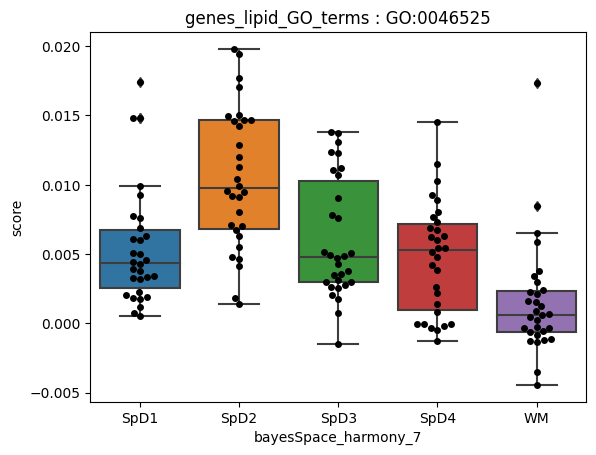 genes_lipid_GO_terms : GO:0046525
0.020
0.015
0.010
0.005
0.000
−0.005
score
SpD1 SpD2 SpD3 SpD4 WM
bayesSpace_harmony_7